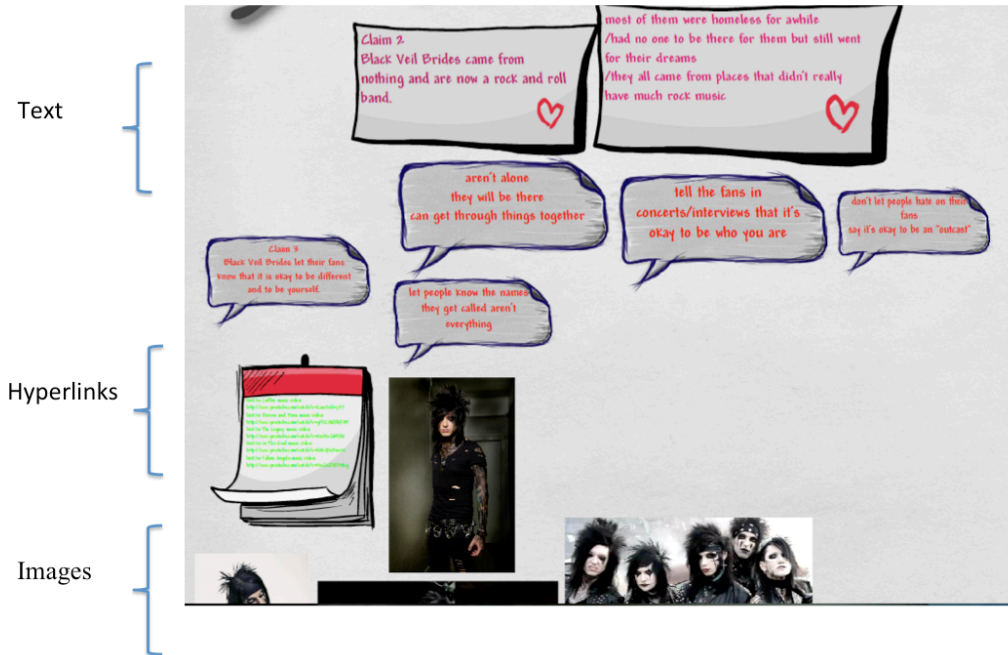 most of them were homeless for awhile
/had no one to be there for them but still went
for their dreams
/they all came from places that didn't really
have much rock music
Claim 2
Black Veil Brides came from
nothing and are now a rock and roll
band.
Text
aren't alone
they will be there
can get through things together
tell the fans in
concerts/interviews that it's
okay to be who you are
don't let people hate on their
fans
say it's okay to be an "outcast"
Claim 3
Black Veil Brides let their fans
know that it is okay to be different
and to be yourself.
let people know the names
they get called aren't
everything
Hyperlinks
Images